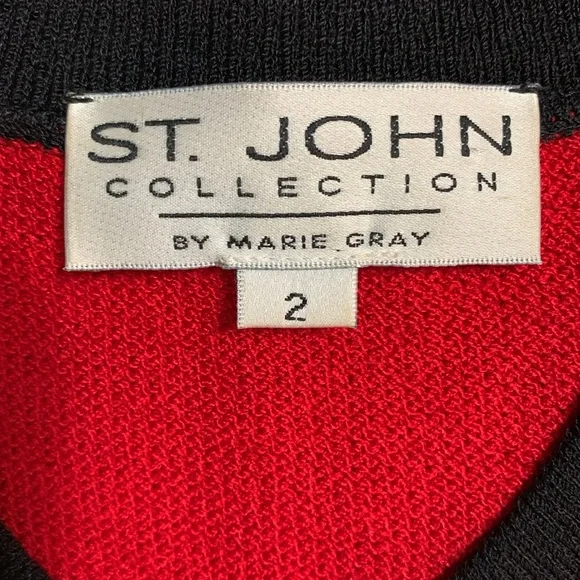 ST. JOHN
COLLECTION
BY MARIE GRAY
2